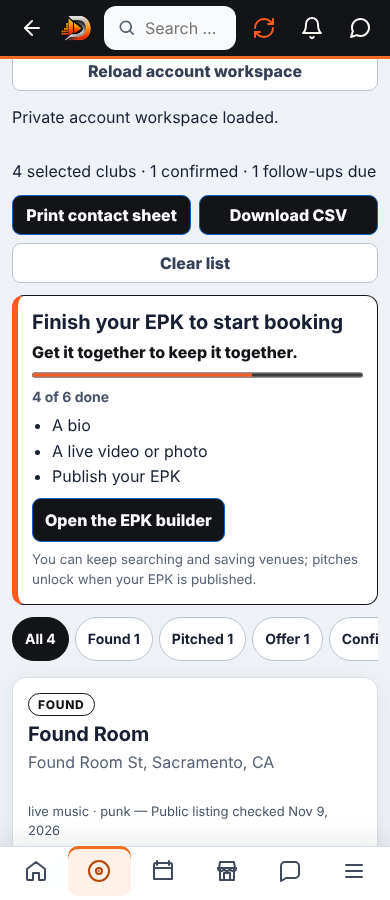 Search ...
Reload account workspace
Private account workspace loaded.
4 selected clubs · 1 confirmed · 1 follow-ups due
Print contact sheet
Download CSV
Clear list
Finish your EPK to start booking
Get it together to keep it together.
4 of 6 done
• A bio
• A live video or photo
• Publish your EPK
Open the EPK builder
You can keep searching and saving venues; pitches
unlock when your EPK is published.
All 4
Found 1
Pitched 1
Offer 1
Confi
FOUND
Found Room
Found Room St, Sacramento, CA
live music · punk — Public listing checked Nov 9,
2026